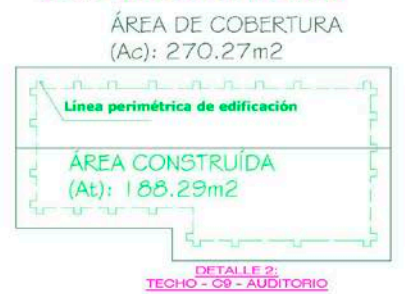 ÁREA DE COBERTURA
(Ac): 270.27m2
Línea perimétrica de edificación
ÁREA CONSTRUÍDA
(At): 188.29m2
DETALLE 2:
TECHO - C9 - AUDITORIO